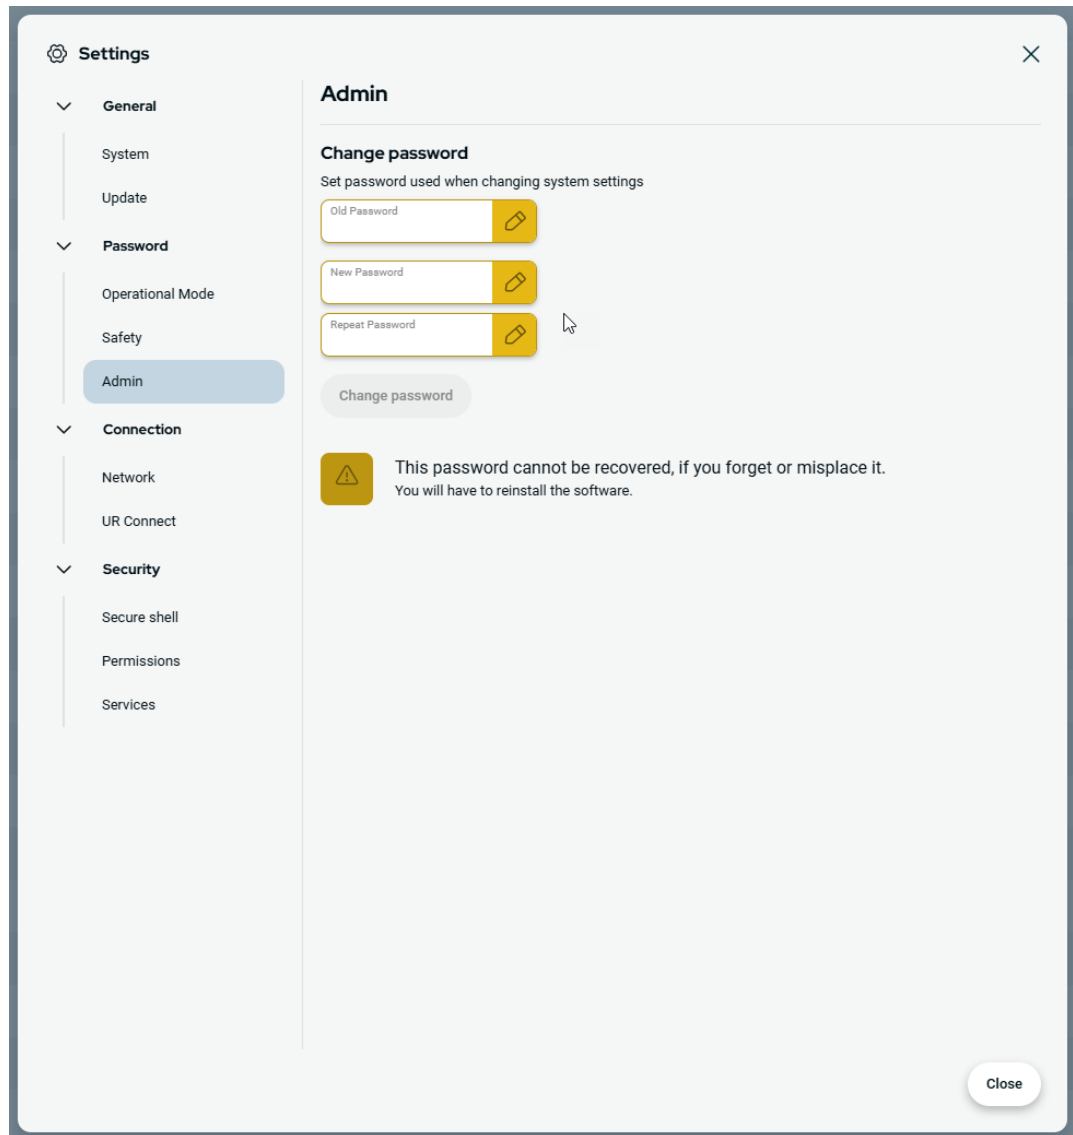 Settings
General
System
Update
Password
Operational Mode
Safety
Admin
Connection
Network
UR Connect
Security
Secure shell
Permissions
Services
Admin
Change password
Set password used when changing system settings
Old Password
New Password
Repeat Password
Change password
This password cannot be recovered, if you forget or misplace it.
You will have to reinstall the software.
Close